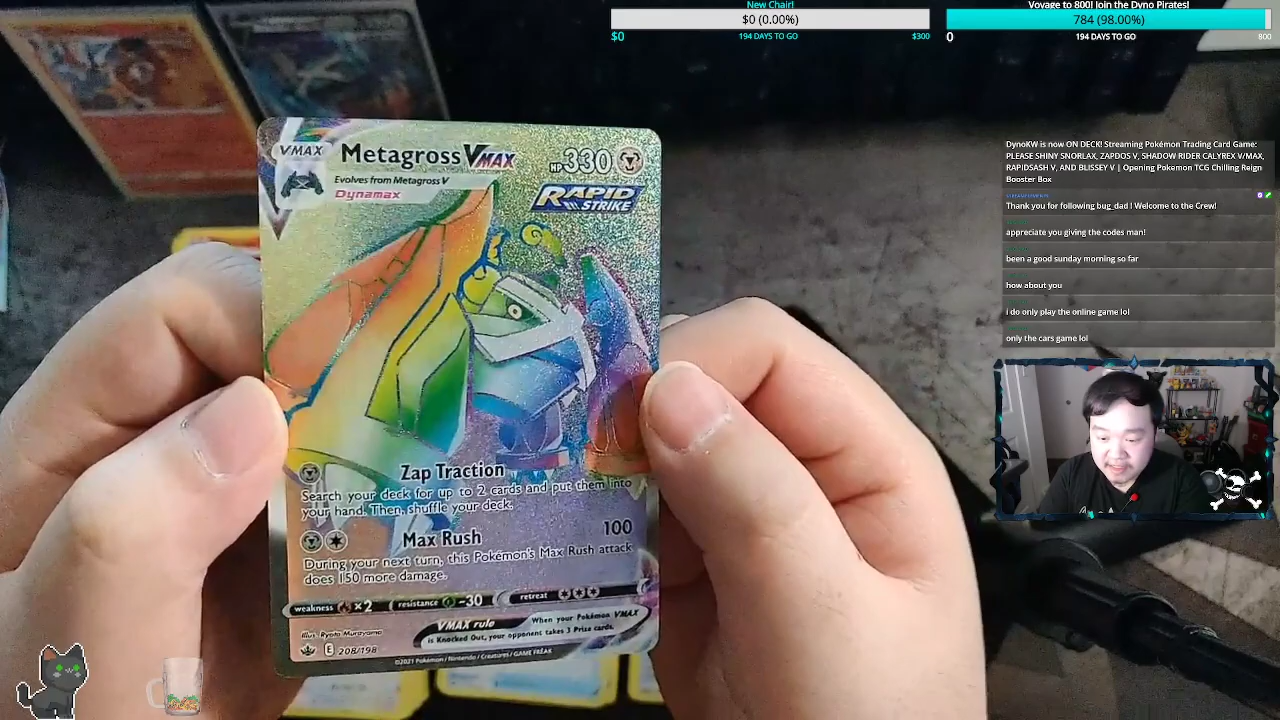 New Chair!
$0 (0.00%)
$0
194 DAYS TO GO
$300
Voyage to 800! Join the Dyno Pirates!
784 (98.00%)
0
194 DAYS TO GO
800
VMAX
Metagross VMAX
HP330
Evolves from Metagross V
Dynamax
RAPID
STRIKE
Zap Traction
Search your deck for up to 2 cards and put them into
your hand. Then, shuffle your deck.
Max Rush 100
During your next turn, this Pokémon's Max Rush attack
does 150 more damage.
weakness ×2 resistance -30 retreat
VMAX rule When your Pokémon VMAX
is Knocked Out, your opponent takes 3 Prize cards.
Illus. Ryota Murayama
E 208/198
©2021 Pokémon / Nintendo / Creatures / GAME FREAK
DynoKW is now ON DECK! Streaming Pokémon Trading Card Game:
PLEASE SHINY SNORLAX, ZAPDOS V, SHADOW RIDER CALYREX V/MAX,
RAPIDSASH V, AND BLISSEY V | Opening Pokemon TCG Chilling Reign
Booster Box
Thank you for following bug_dad ! Welcome to the Crew!
appreciate you giving the codes man!
been a good sunday morning so far
how about you
i do only play the online game lol
only the cars game lol